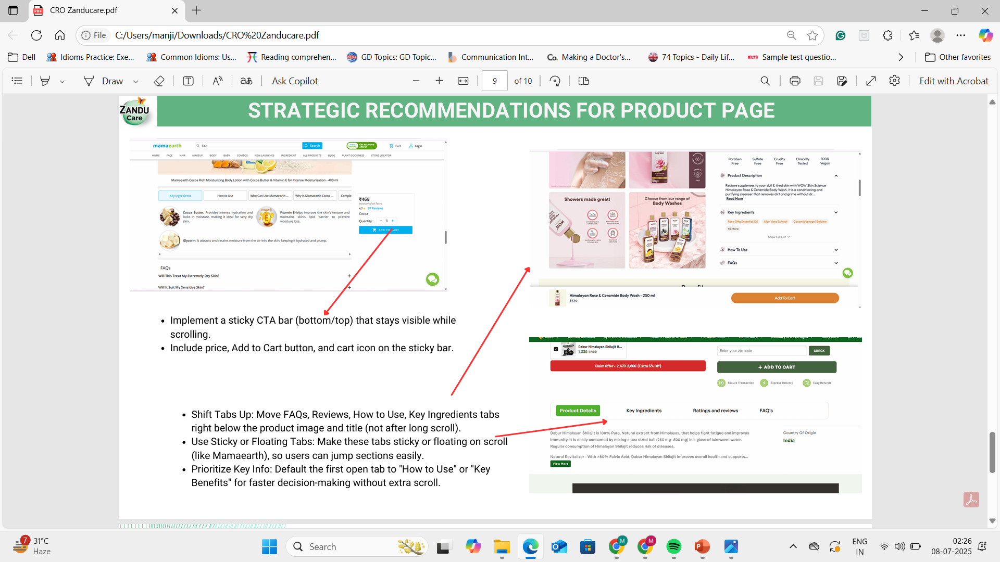 CRO Zanducare.pdf
File
C:/Users/manji/Downloads/CRO%20Zanducare.pdf
Dell
Idioms Practice: Exe...
Common Idioms: Us...
Reading comprehen...
GD Topics: GD Topic...
Communication Int...
Co. Making a Doctor's...
74 Topics - Daily Lif...
IELTS Sample test questio...
Other favorites
Draw
Ask Copilot
9 of 10
Edit with Acrobat
ZANDU
Care
STRATEGIC RECOMMENDATIONS FOR PRODUCT PAGE
mamaearth
Sez
Search
Get exclusive
offers!
Cart
Login
HOME FACE HAIR MAKEUP BODY BABY COMBOS NEW LAUNCHES INGREDIENT ALL PRODUCTS BLOG PLANT GOODNESS STORE LOCATOR
Mamaearth Cocoa Rich Moisturizing Body Lotion with Cocoa Butter & Vitamin E for Intense Moisturization - 400 ml
Key Ingredients
How to Use
Who Can Use Mamaearth ...
Why Is Mamaearth Cocoa ...
Comple
Cocoa Butter: Provides intense hydration and
locks in moisture, making it ideal for very dry
skin.
Vitamin EHelps improve the skin's texture and
maintains skin's lipid barrier to prevent
moisture loss.
Glycerin: It attracts and retains moisture from the air into the skin, keeping it hydrated and plump.
₹469
Inclusive of all Taxes
4.7 67 Reviews
Cocoa
Quantity : − 1 +
ADD TO CART
FAQs
Will This Treat My Extremely Dry Skin? +
Will It Suit My Sensitive Skin? +
• Implement a sticky CTA bar (bottom/top) that stays visible while
scrolling.
• Include price, Add to Cart button, and cart icon on the sticky bar.
• Shift Tabs Up: Move FAQs, Reviews, How to Use, Key Ingredients tabs
right below the product image and title (not after long scroll).
• Use Sticky or Floating Tabs: Make these tabs sticky or floating on scroll
(like Mamaearth), so users can jump sections easily.
• Prioritize Key Info: Default the first open tab to "How to Use" or "Key
Benefits" for faster decision-making without extra scroll.
Showers made great!
WOW
Choose from our range of
Body Washes
Paraben
Free
Sulfate
Free
Cruelty
Free
Clinically
Tested
100%
Vegan
Product Description
Restore suppleness to your dull & tired skin with WOW Skin Science
Himalayan Rose & Ceramide Body Wash. It is a conditioning and
purifying cleanser that removes dirt and grime without dr...
Read More
Key Ingredients
Rose Otto Essential Oil
Aloe Vera Extract
Cocamidopropyl Betaine
+8 More
Show Full List
How To Use
FAQs
Himalayan Rose & Ceramide Body Wash - 250 ml
₹339
Add To Cart
Dabur Himalayan Shilajit R...
1,330 1,400
Claim Offer • 2,470 2,600 (Extra 5% Off)
Enter your zip code
CHECK
+ ADD TO CART
Secure Transaction
Express Delivery
Easy Refunds
Product Details
Key Ingredients
Ratings and reviews
FAQ's
Dabur Himalayan Shilajit is 100% Pure, Natural extract from Himalayas, that helps fight fatigue and improves
immunity. It is easily consumed by mixing a pea sized ball (250 mg- 500 mg) in a glass of lukewarm water.
Regular consumption of Himalayan Shilajit reduces risk of diseases.
Natural Revitalizer - With >80% Fulvic Acid, Dabur Himalayan Shilajit improves overall health and supports...
View More
Country Of Origin
India
7
31°C
Haze
Search
ENG
IN
02:26
08-07-2025